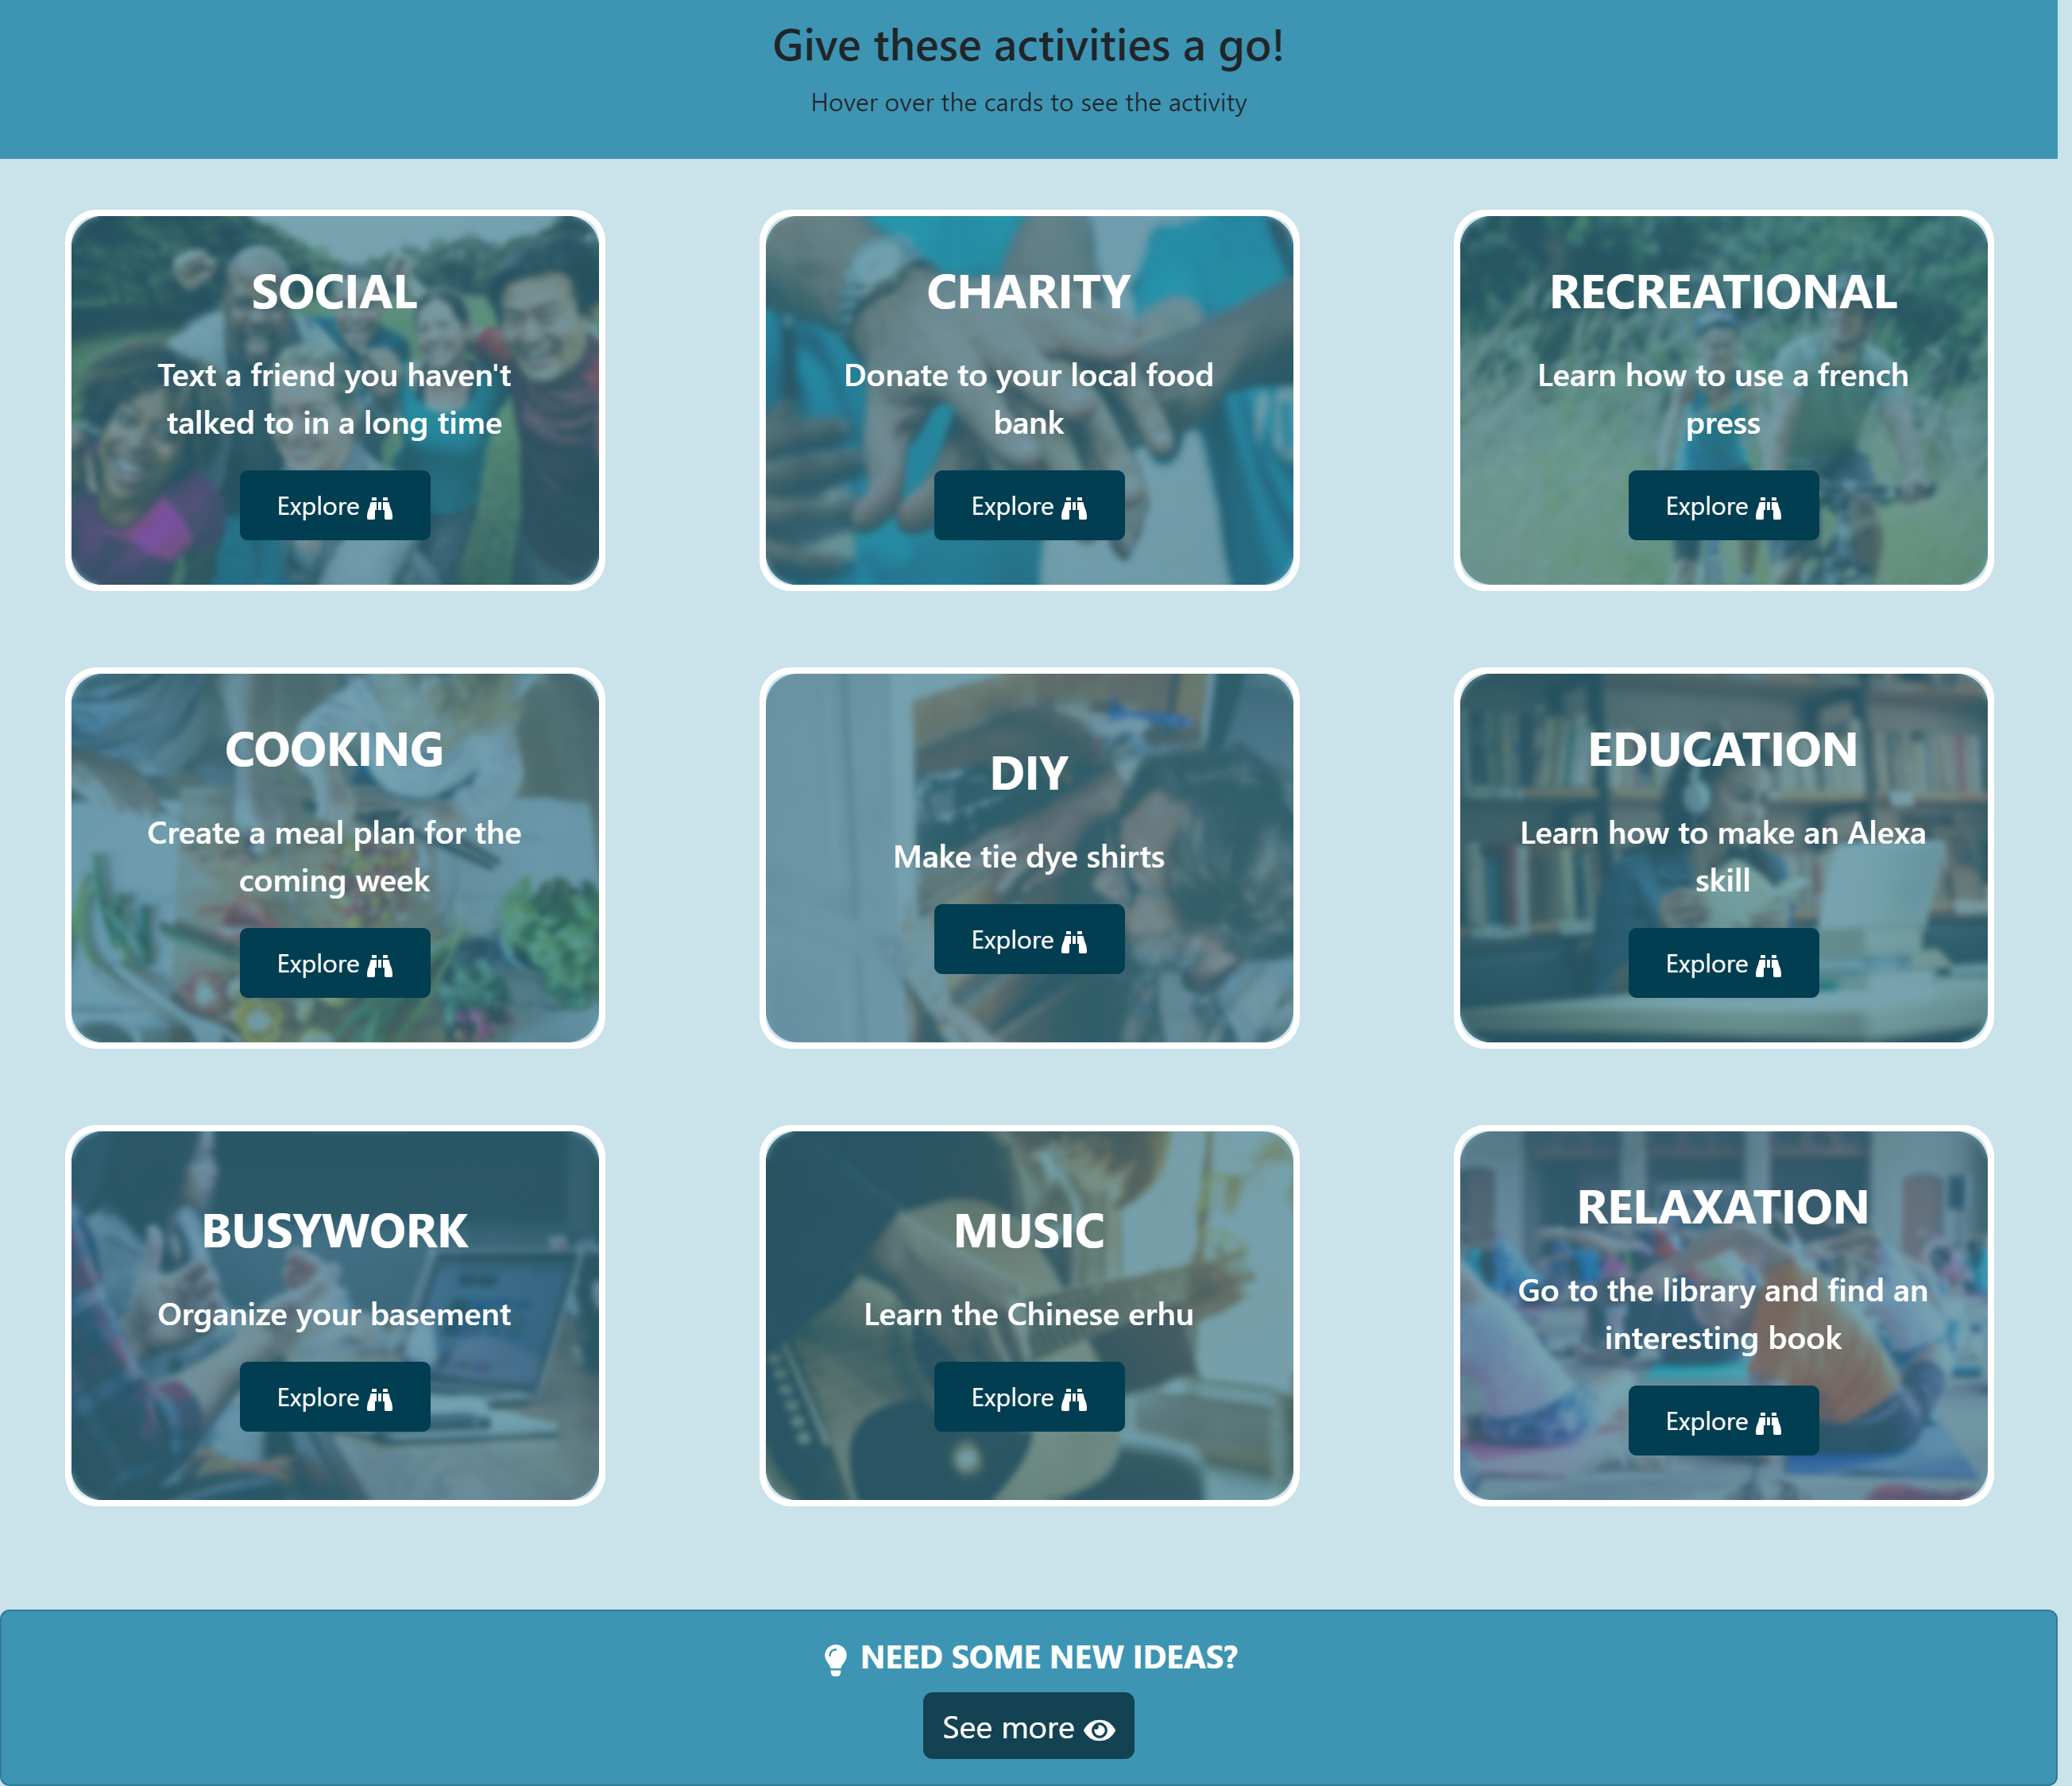 Give these activities a go!
Hover over the cards to see the activity
SOCIAL
Text a friend you haven't
talked to in a long time
Explore
CHARITY
Donate to your local food
bank
Explore
RECREATIONAL
Learn how to use a french
press
Explore
COOKING
Create a meal plan for the
coming week
Explore
DIY
Make tie dye shirts
Explore
EDUCATION
Learn how to make an Alexa
skill
Explore
BUSYWORK
Organize your basement
Explore
MUSIC
Learn the Chinese erhu
Explore
RELAXATION
Go to the library and find an
interesting book
Explore
NEED SOME NEW IDEAS?
See more